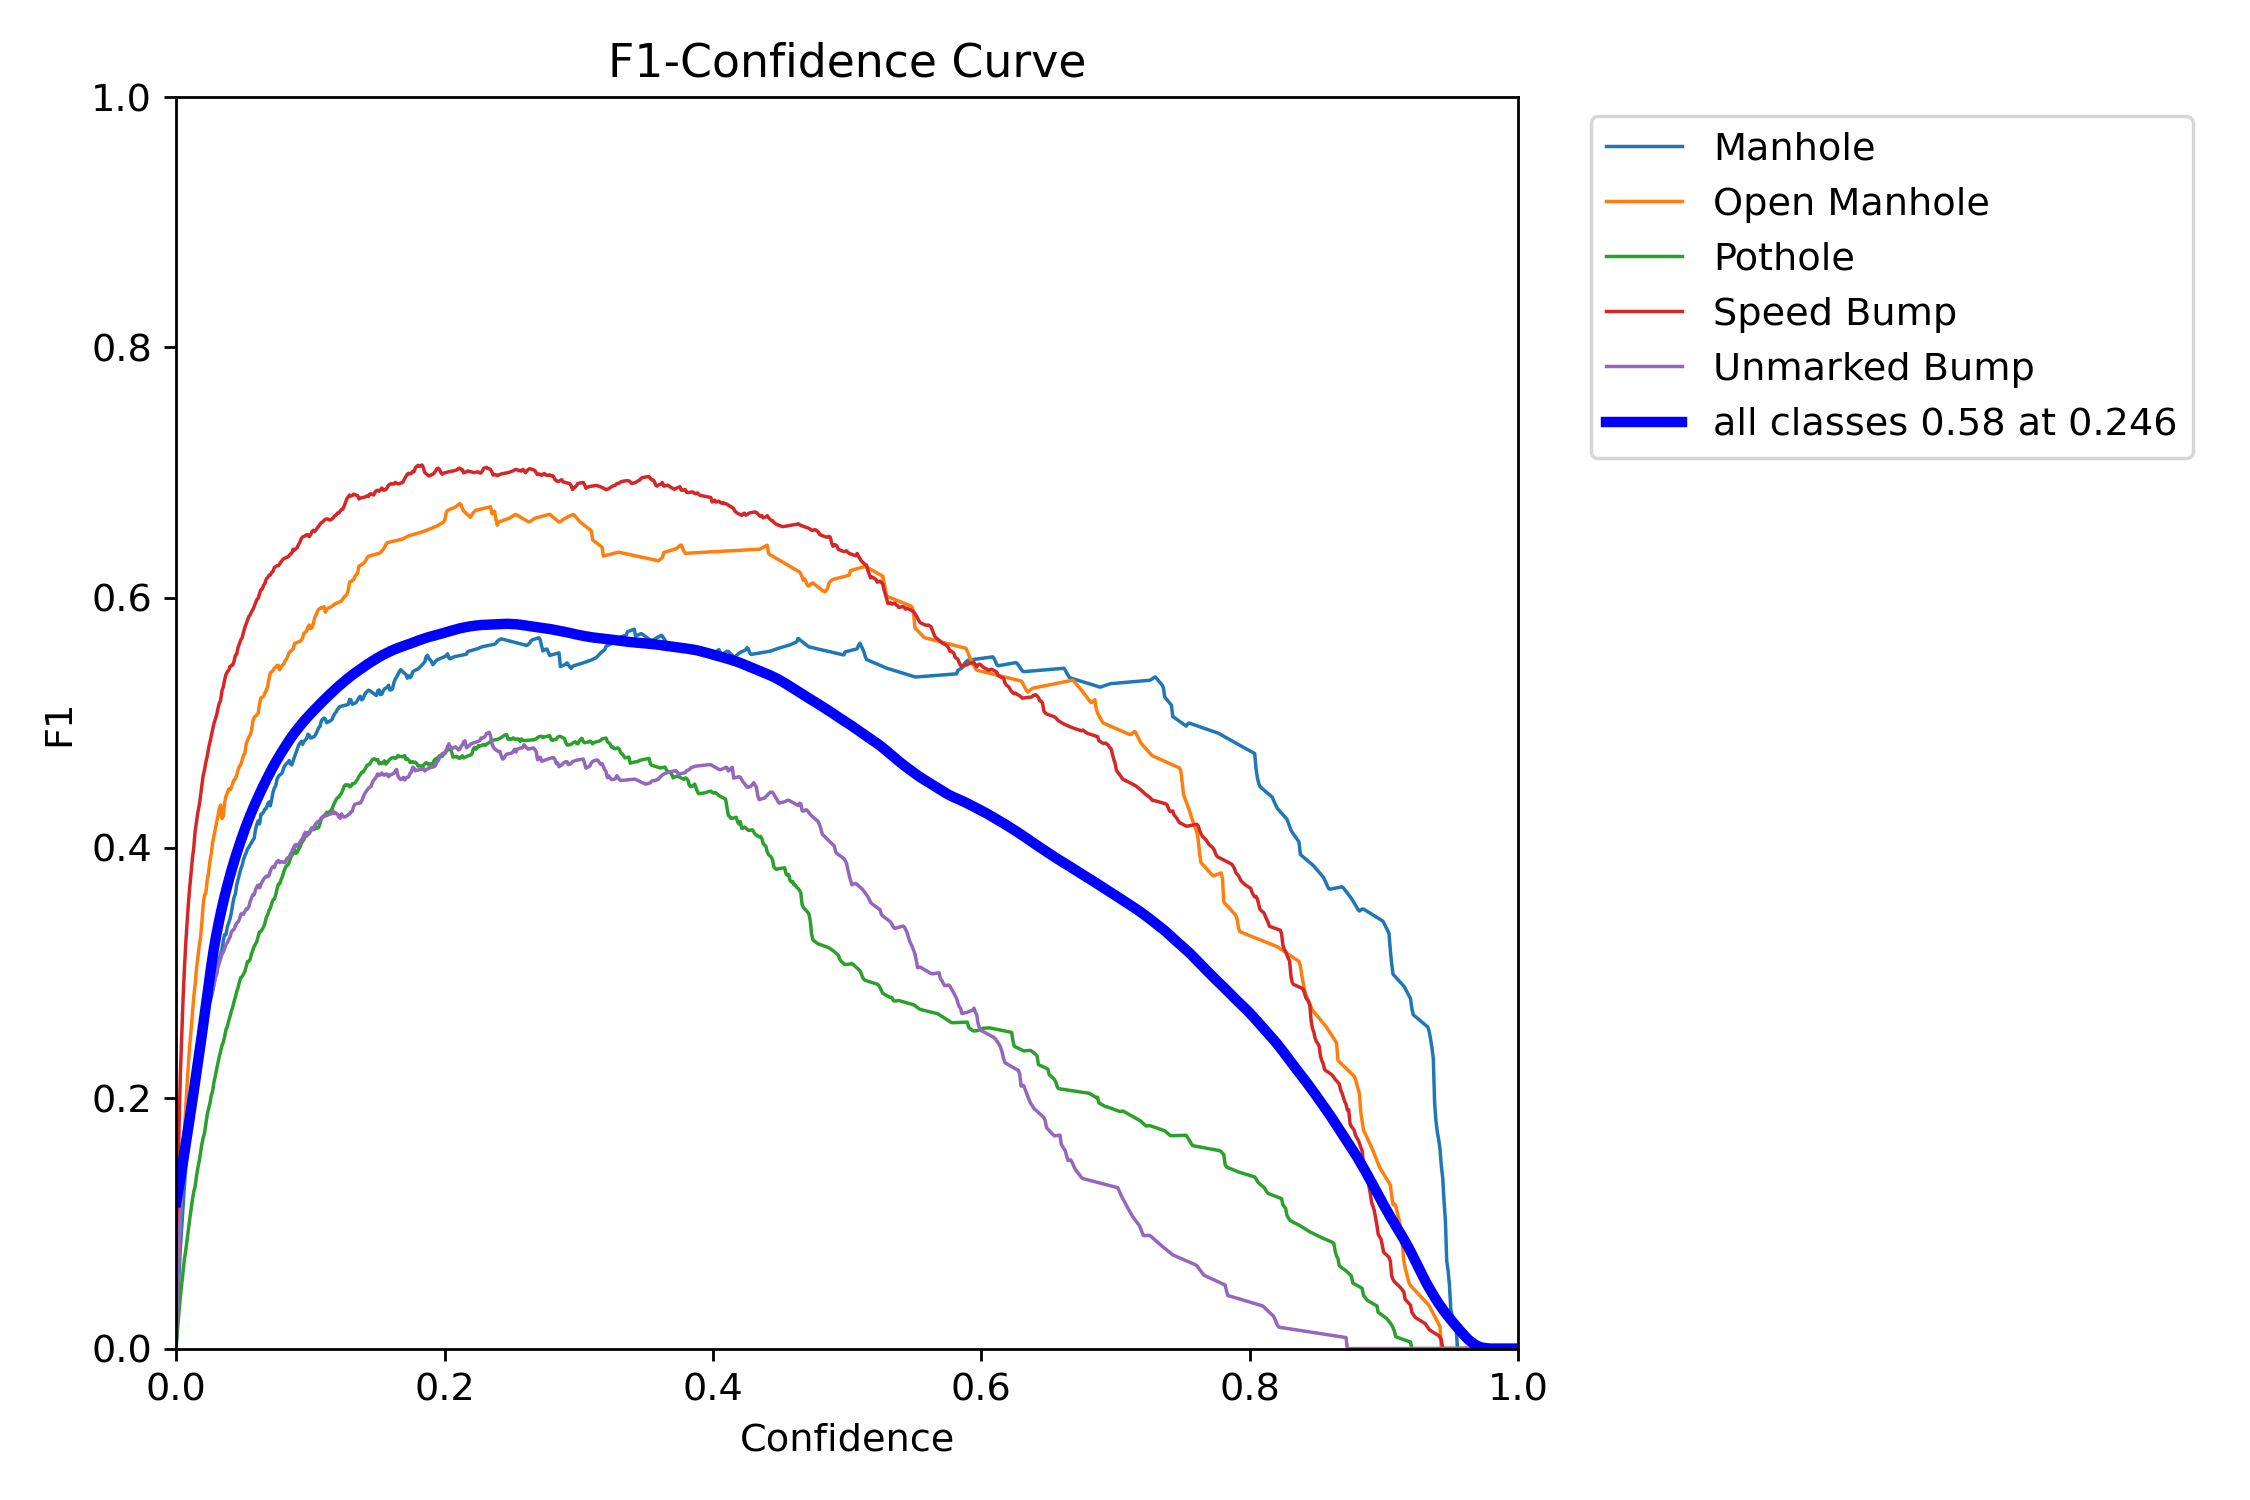 F1-Confidence Curve
1.0
0.8
0.6
0.4
0.2
0.0
F1
0.0 0.2 0.4 0.6 0.8 1.0
Confidence
Manhole
Open Manhole
Pothole
Speed Bump
Unmarked Bump
all classes 0.58 at 0.246